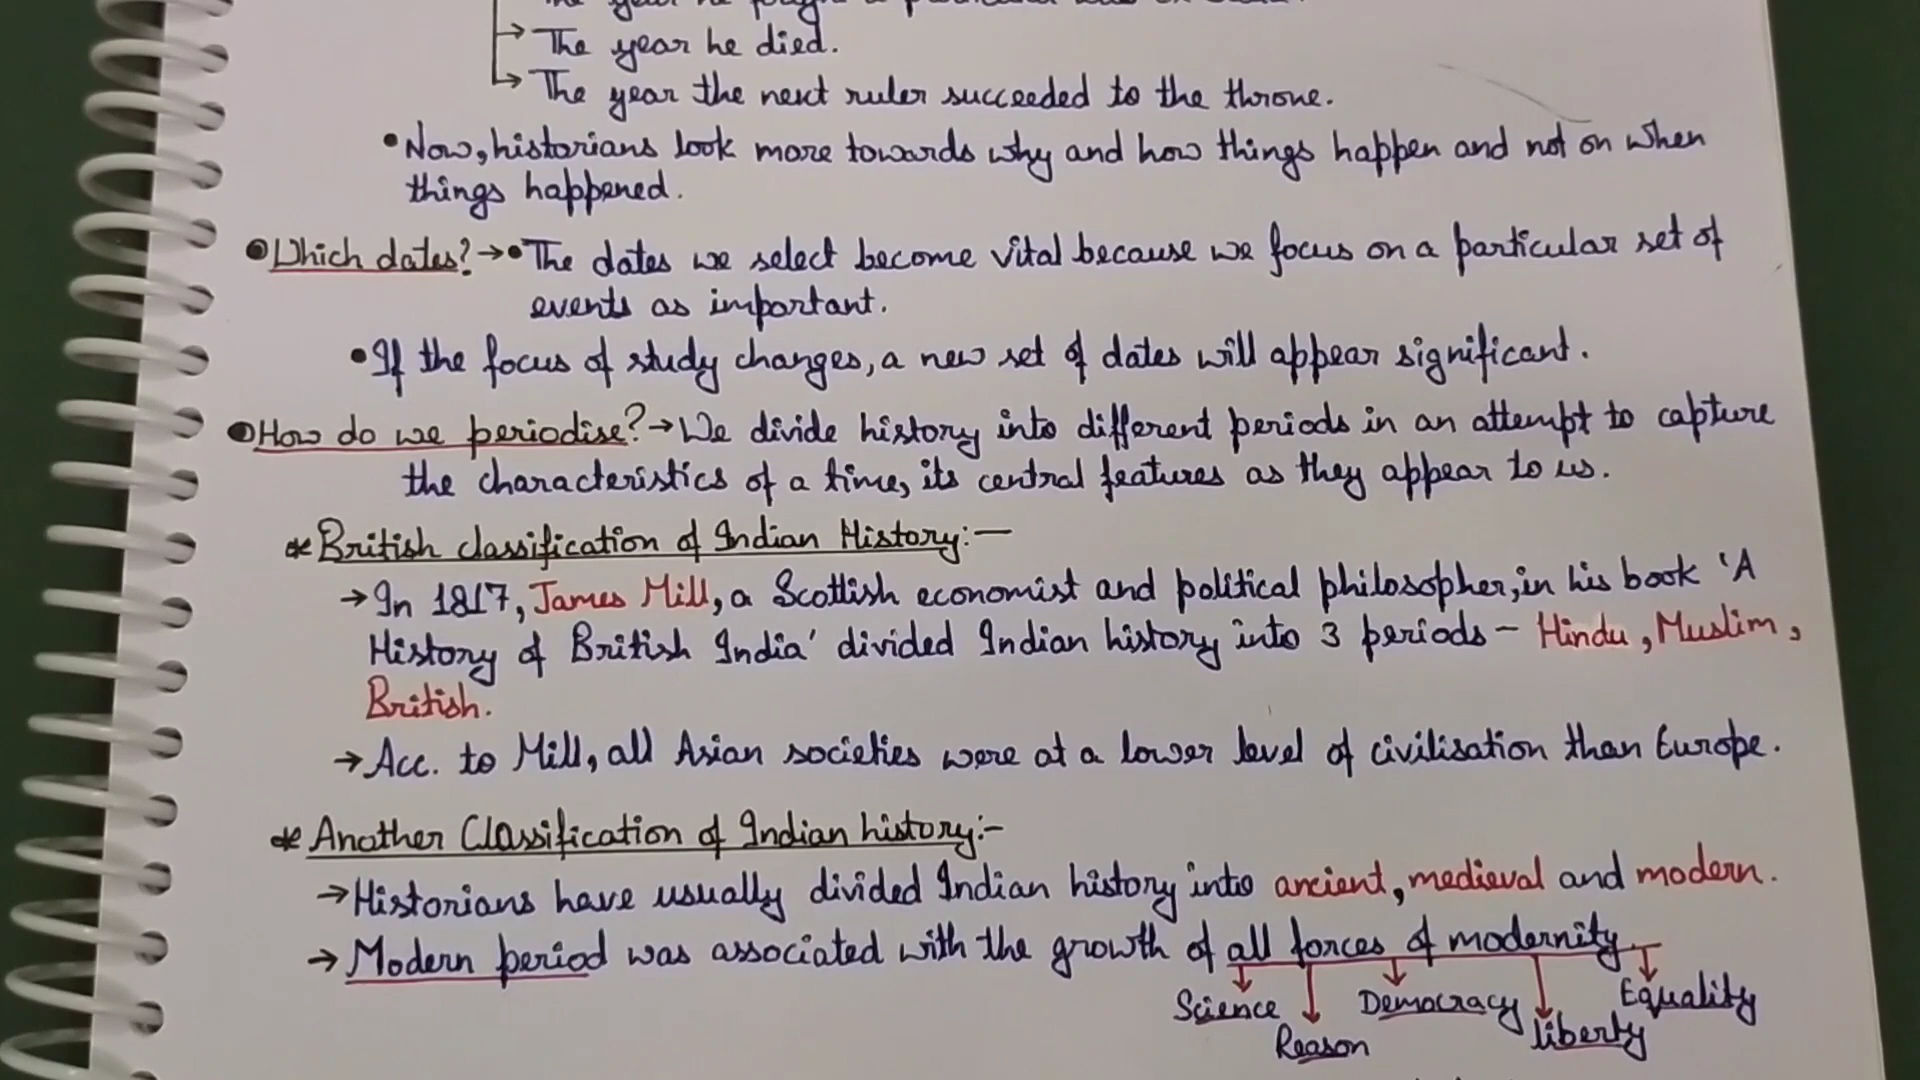 → The year he died.
→ The year the next ruler succeeded to the throne.
• Now, historians look more towards why and how things happen and not on when
things happened.
• Which dates? → • The dates we select become vital because we focus on a particular set of
events as important.
• If the focus of study changes, a new set of dates will appear significant.
• How do we periodise? → We divide history into different periods in an attempt to capture
the characteristics of a time, its central features as they appear to us.
* British classification of Indian History:—
→ In 1817, James Mill, a Scottish economist and political philosopher, in his book 'A
History of British India' divided Indian history into 3 periods – Hindu, Muslim,
British.
→ Acc. to Mill, all Asian societies were at a lower level of civilisation than Europe.
* Another Classification of Indian history:–
→ Historians have usually divided Indian history into ancient, medieval and modern.
→ Modern period was associated with the growth of all forces of modernity
Science Democracy Equality
Reason liberty